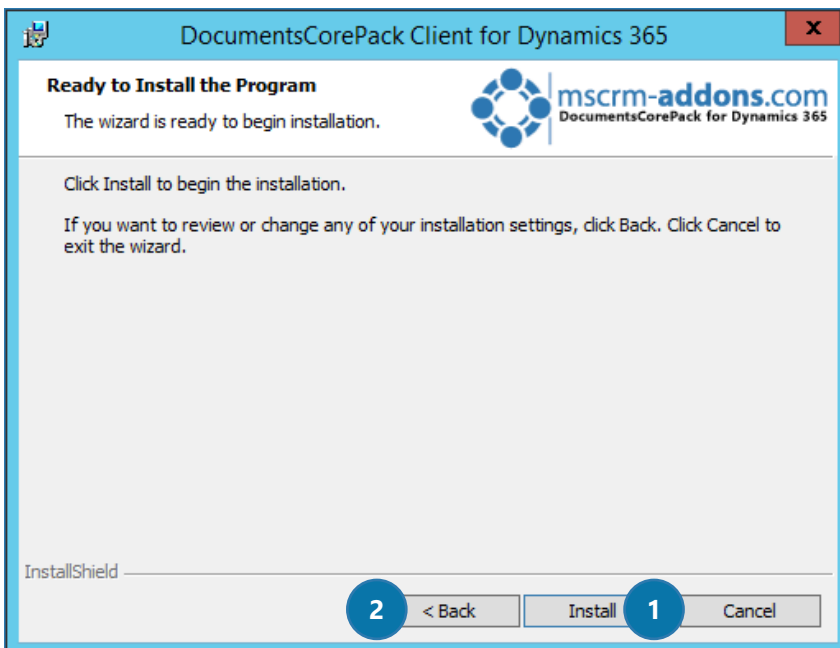 DocumentsCorePack Client for Dynamics 365
x
Ready to Install the Program
The wizard is ready to begin installation.
mscrm-addons.com
DocumentsCorePack for Dynamics 365
Click Install to begin the installation.
If you want to review or change any of your installation settings, click Back. Click Cancel to
exit the wizard.
InstallShield
2 < Back Install 1 Cancel